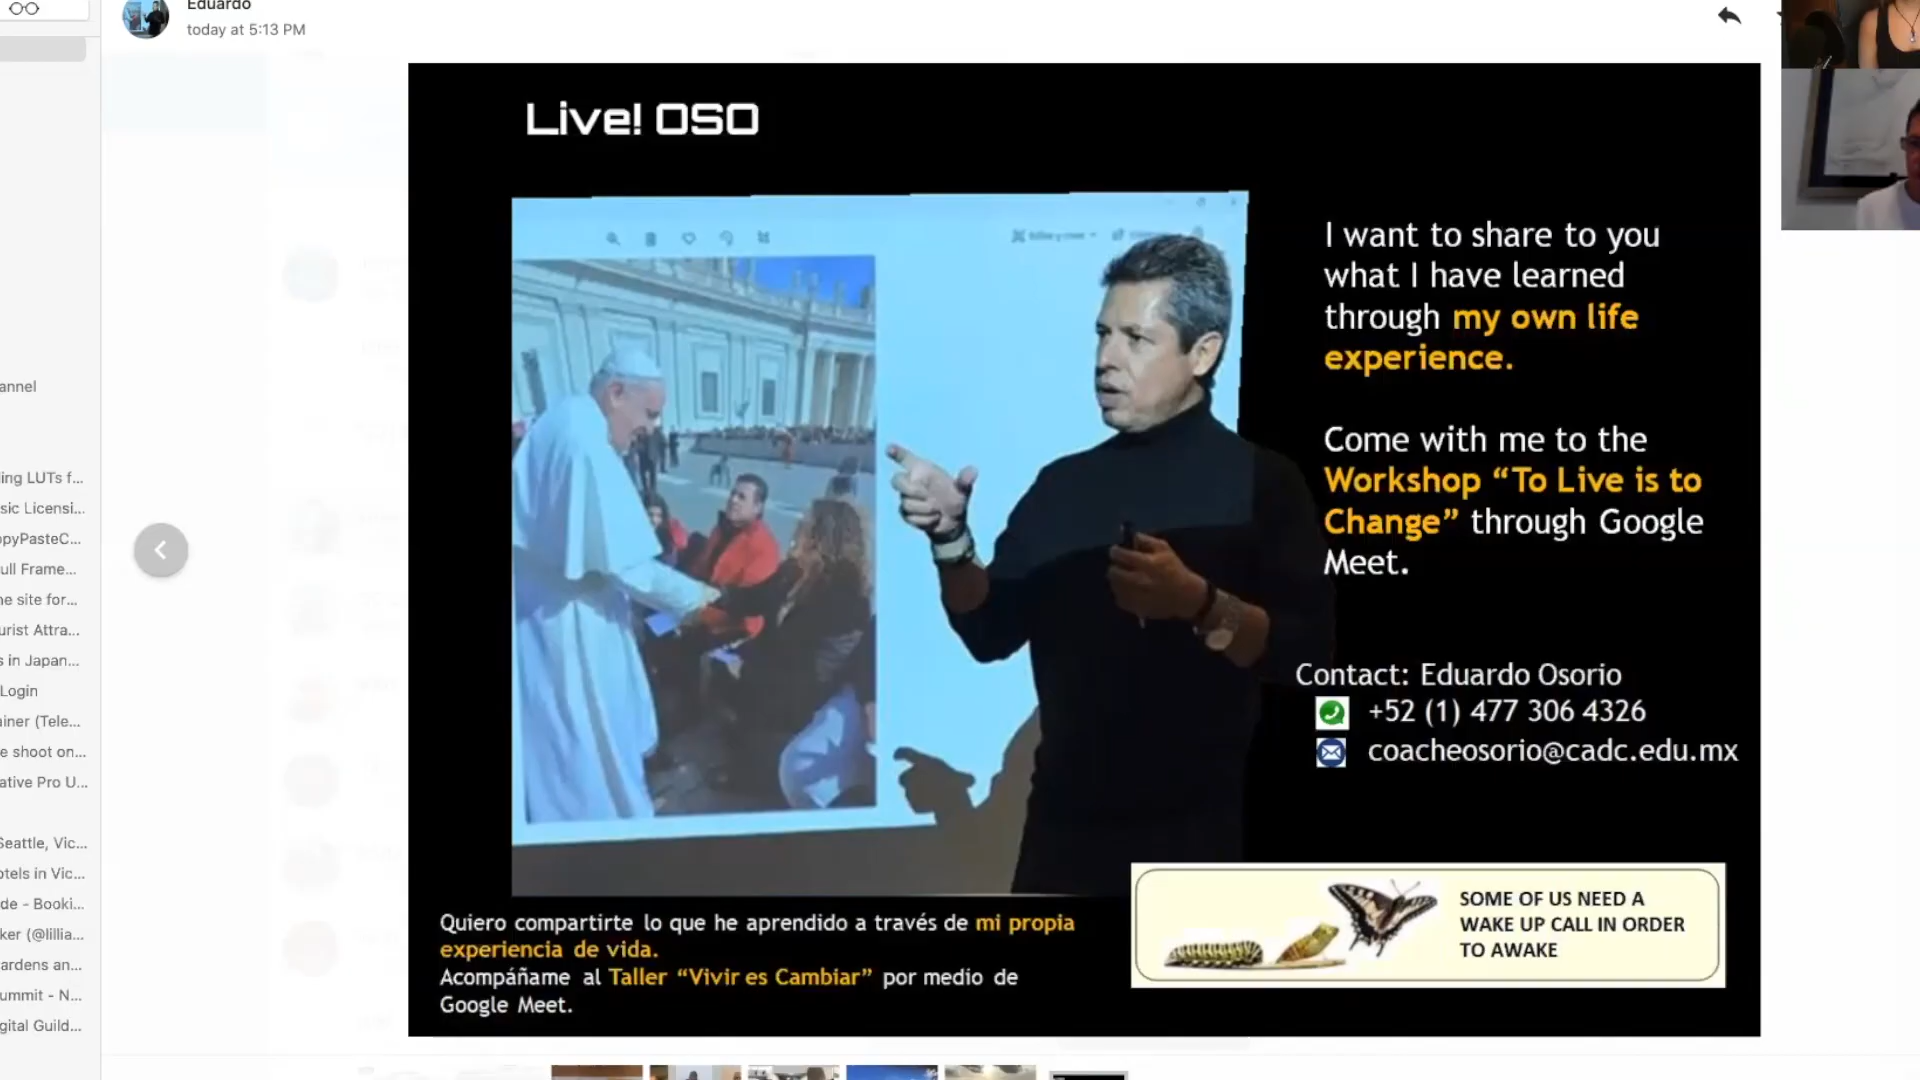 Eduardo
today at 5:13 PM
annel
ling LUTs f...
sic Licensi...
opyPasteC...
ull Frame...
ne site for...
urist Attra...
s in Japan...
Login
ainer (Tele...
e shoot on...
ative Pro U...
Seattle, Vic...
otels in Vic...
de - Booki...
ker (@lillia...
ardens an...
ummit - N...
gital Guild...
Live! OSO
I want to share to you
what I have learned
through my own life
experience.
Come with me to the
Workshop “To Live is to
Change” through Google
Meet.
Contact: Eduardo Osorio
+52 (1) 477 306 4326
coacheosorio@cadc.edu.mx
Quiero compartirte lo que he aprendido a través de mi propia
experiencia de vida.
Acompáñame al Taller “Vivir es Cambiar” por medio de
Google Meet.
SOME OF US NEED A
WAKE UP CALL IN ORDER
TO AWAKE